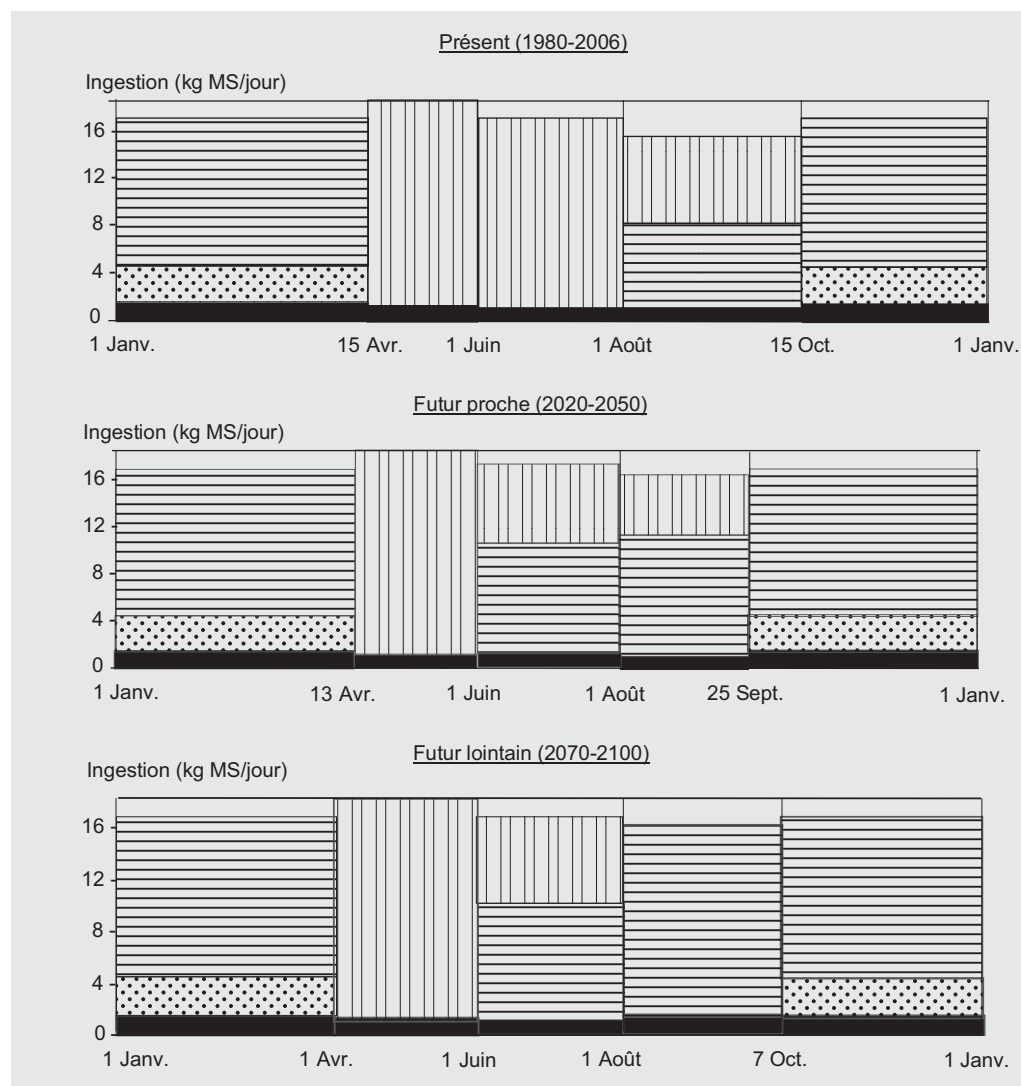 Présent (1980-2006)
Ingestion (kg MS/jour)
16
12
8
4
0
1 Janv. 15 Avr. 1 Juin 1 Août 15 Oct. 1 Janv.
Futur proche (2020-2050)
Ingestion (kg MS/jour)
16
12
8
4
0
1 Janv. 13 Avr. 1 Juin 1 Août 25 Sept. 1 Janv.
Futur lointain (2070-2100)
Ingestion (kg MS/jour)
16
12
8
4
0
1 Janv. 1 Avr. 1 Juin 1 Août 7 Oct. 1 Janv.